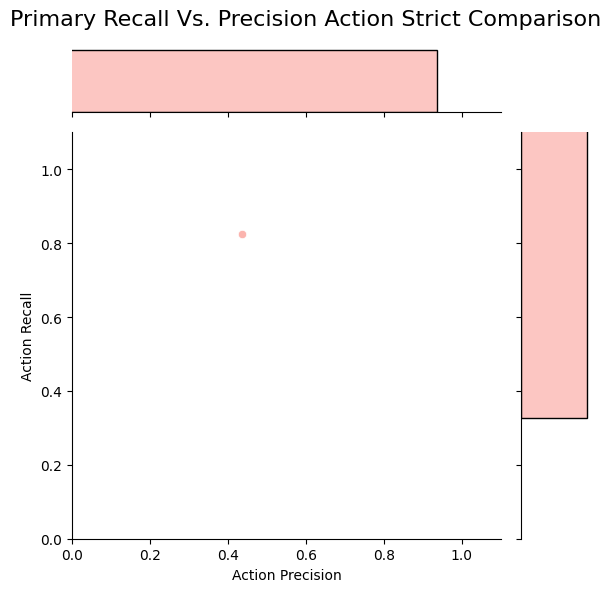 Primary Recall Vs. Precision Action Strict Comparison
1.0
0.8
0.6
0.4
0.2
0.0
Action Recall
0.0 0.2 0.4 0.6 0.8 1.0
Action Precision